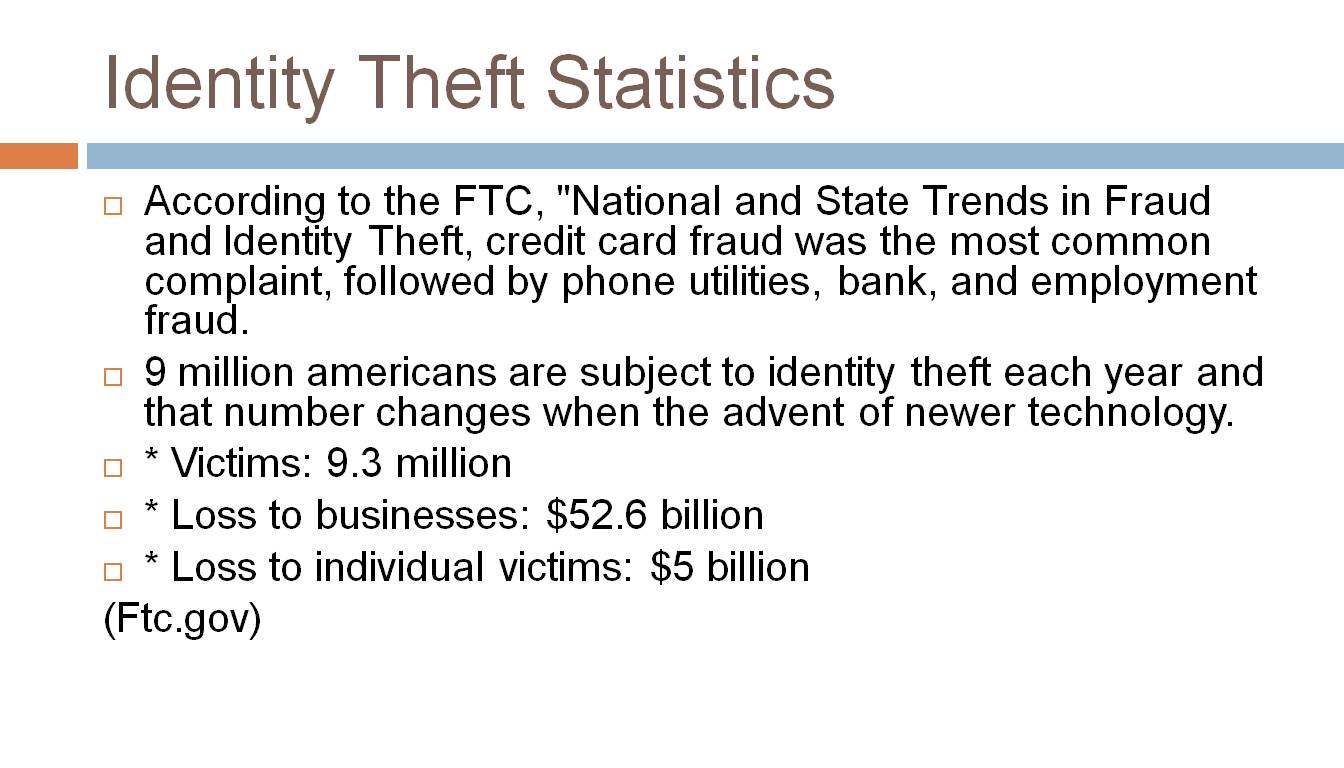 Identity Theft Statistics
According to the FTC, "National and State Trends in Fraud
and Identity Theft, credit card fraud was the most common
complaint, followed by phone utilities, bank, and employment
fraud.
9 million americans are subject to identity theft each year and
that number changes when the advent of newer technology.
* Victims: 9.3 million
* Loss to businesses: $52.6 billion
* Loss to individual victims: $5 billion
(Ftc.gov)